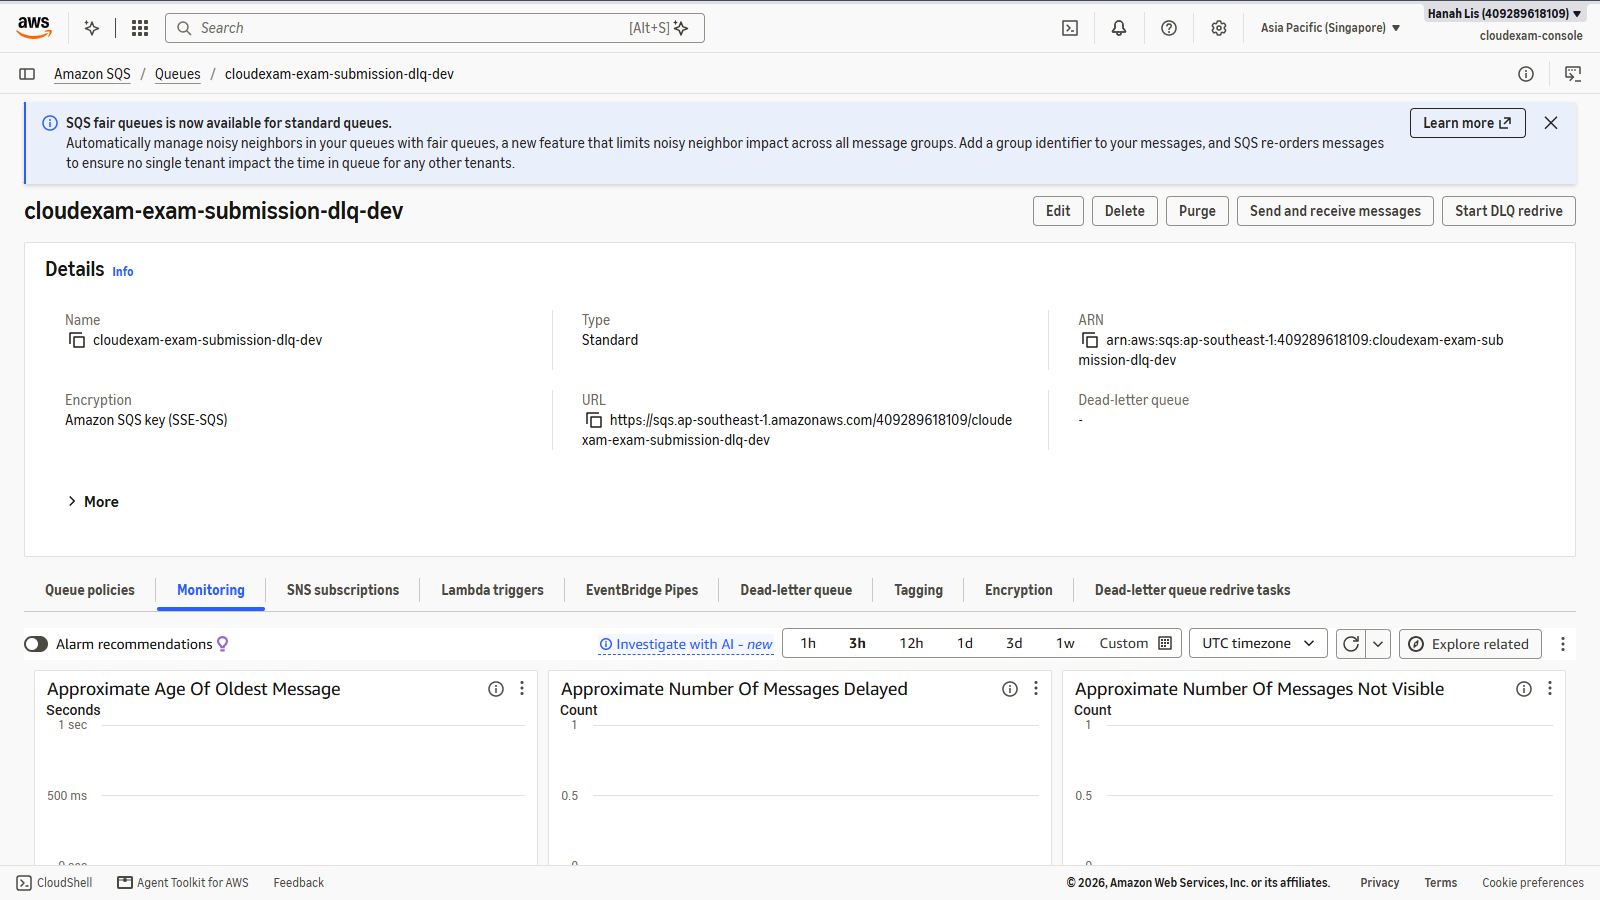 aws
Search
[Alt+S]
Asia Pacific (Singapore)
Hanah Lis (409289618109)
cloudexam-console
Amazon SQS / Queues / cloudexam-exam-submission-dlq-dev
SQS fair queues is now available for standard queues.
Automatically manage noisy neighbors in your queues with fair queues, a new feature that limits noisy neighbor impact across all message groups. Add a group identifier to your messages, and SQS re-orders messages
to ensure no single tenant impact the time in queue for any other tenants.
Learn more
cloudexam-exam-submission-dlq-dev
Edit
Delete
Purge
Send and receive messages
Start DLQ redrive
Details Info
Name
cloudexam-exam-submission-dlq-dev
Type
Standard
ARN
arn:aws:sqs:ap-southeast-1:409289618109:cloudexam-exam-sub
mission-dlq-dev
Encryption
Amazon SQS key (SSE-SQS)
URL
https://sqs.ap-southeast-1.amazonaws.com/409289618109/cloude
xam-exam-submission-dlq-dev
Dead-letter queue
-
More
Queue policies
Monitoring
SNS subscriptions
Lambda triggers
EventBridge Pipes
Dead-letter queue
Tagging
Encryption
Dead-letter queue redrive tasks
Alarm recommendations
Investigate with AI - new
1h
3h
12h
1d
3d
1w
Custom
UTC timezone
Explore related
Approximate Age Of Oldest Message
Seconds
1 sec
500 ms
0 sec
Approximate Number Of Messages Delayed
Count
1
0.5
0
Approximate Number Of Messages Not Visible
Count
1
0.5
0
CloudShell
Agent Toolkit for AWS
Feedback
© 2026, Amazon Web Services, Inc. or its affiliates.
Privacy
Terms
Cookie preferences